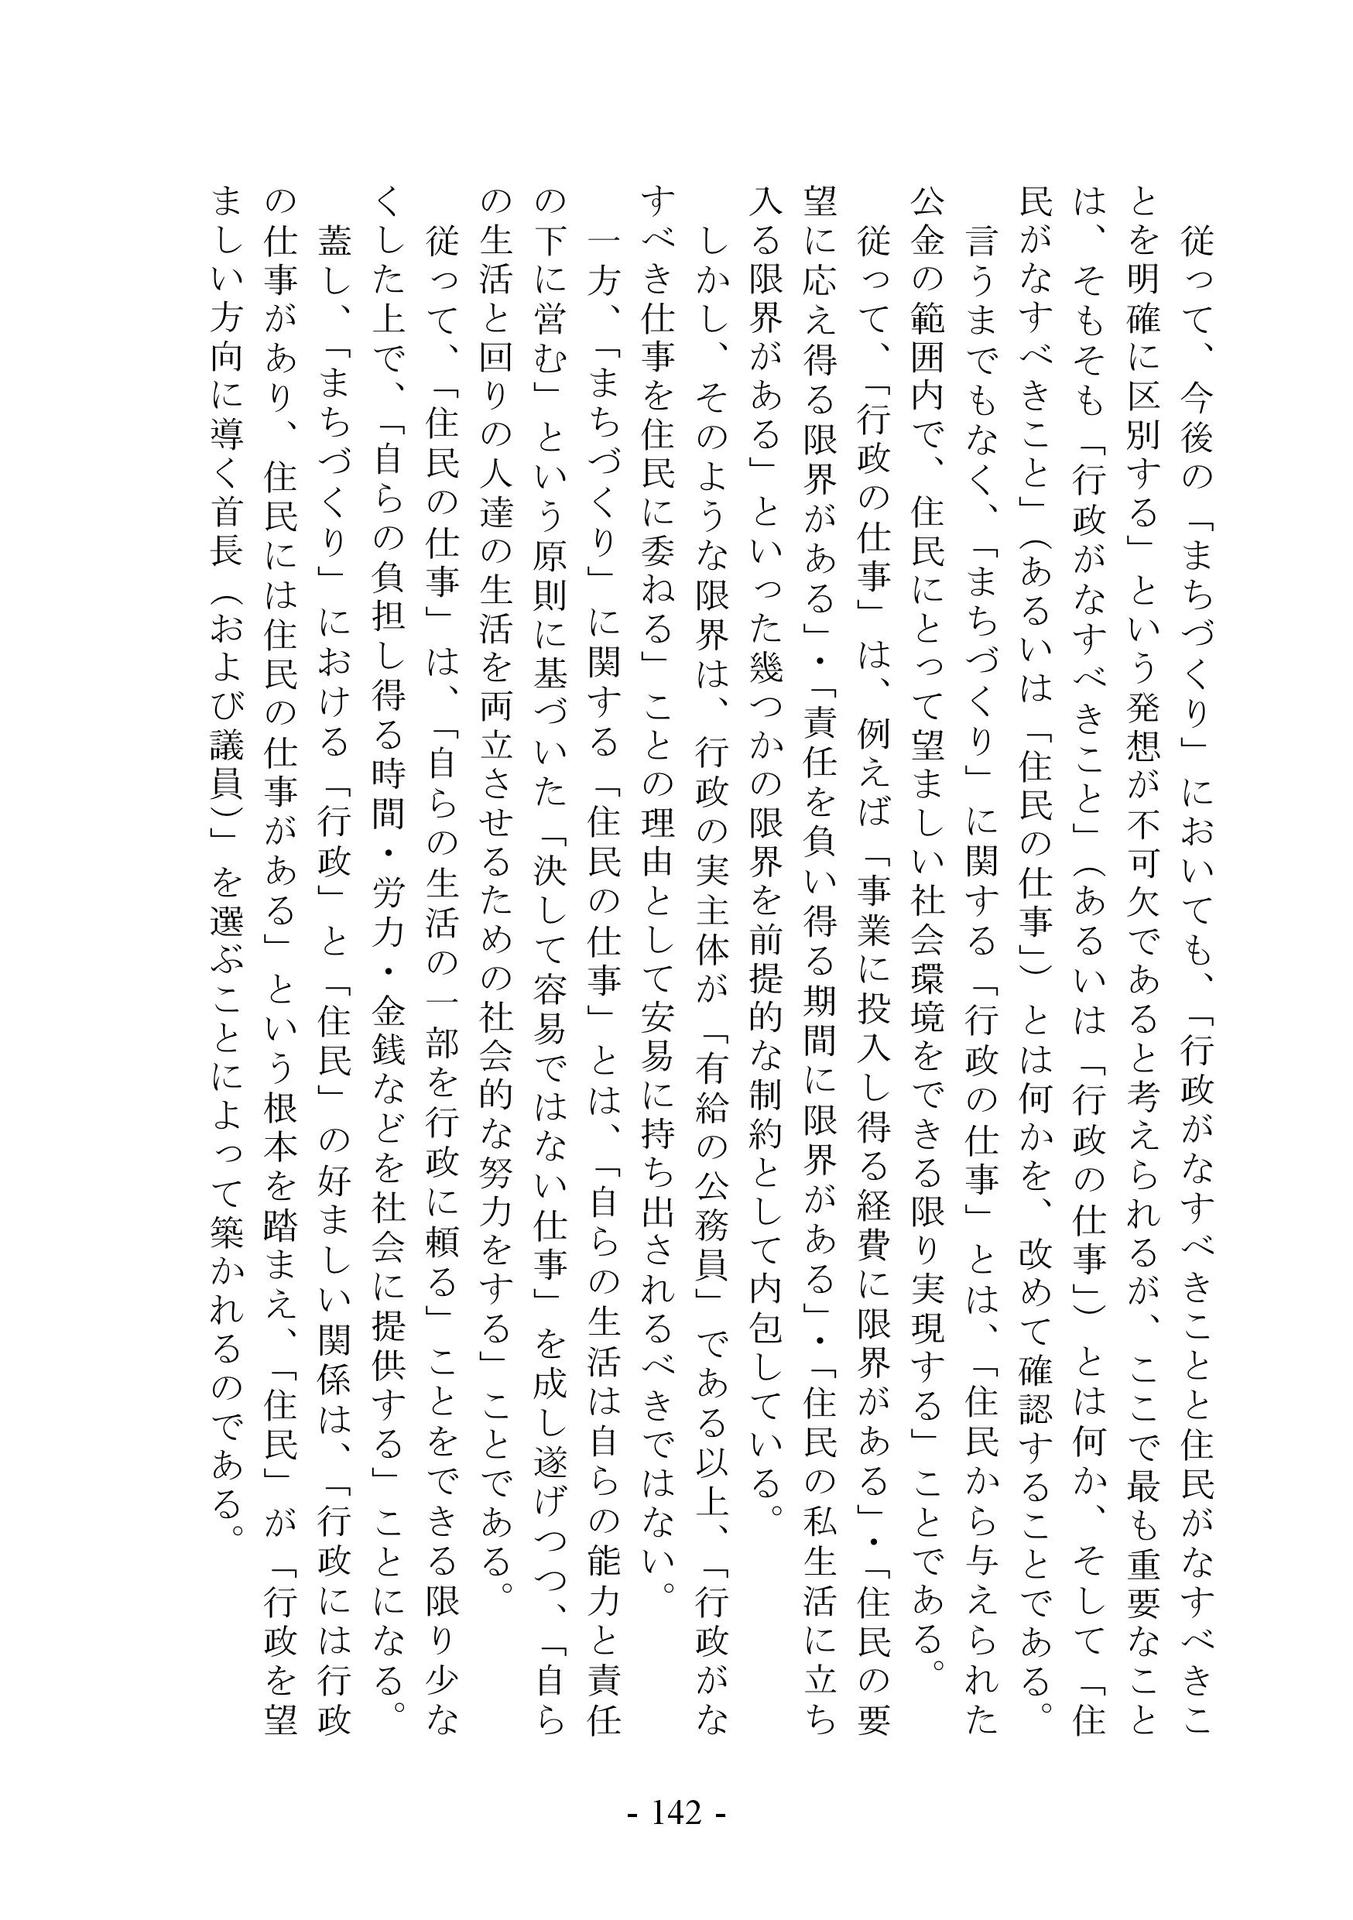 従って、今後の「まちづくり」においても、「行政がなすべきことと住民がなすべきこ
とを明確に区別する」という発想が不可欠であると考えられるが、ここで最も重要なこと
は、そもそも「行政がなすべきこと」（あるいは「行政の仕事」）とは何か、そして「住
民がなすべきこと」（あるいは「住民の仕事」）とは何かを、改めて確認することである。
言うまでもなく、「まちづくり」に関する「行政の仕事」とは、「住民から与えられた
公金の範囲内で、住民にとって望ましい社会環境をできる限り実現する」ことである。
従って、「行政の仕事」は、例えば「事業に投入し得る経費に限界がある」・「住民の要
望に応え得る限界がある」・「責任を負い得る期間に限界がある」・「住民の私生活に立ち
入る限界がある」といった幾つかの限界を前提的な制約として内包している。
しかし、そのような限界は、行政の実主体が「有給の公務員」である以上、「行政がな
すべき仕事を住民に委ねる」ことの理由として安易に持ち出されるべきではない。
一方、「まちづくり」に関する「住民の仕事」とは、「自らの生活は自らの能力と責任
の下に営む」という原則に基づいた「決して容易ではない仕事」を成し遂げつつ、「自ら
の生活と回りの人達の生活を両立させるための社会的な努力をする」ことである。
従って、「住民の仕事」は、「自らの生活の一部を行政に頼る」ことをできる限り少な
くした上で、「自らの負担し得る時間・労力・金銭などを社会に提供する」ことになる。
蓋し、「まちづくり」における「行政」と「住民」の好ましい関係は、「行政には行政
の仕事があり、住民には住民の仕事がある」という根本を踏まえ、「住民」が「行政を望
ましい方向に導く首長（および議員）」を選ぶことによって築かれるのである。
- 142 -